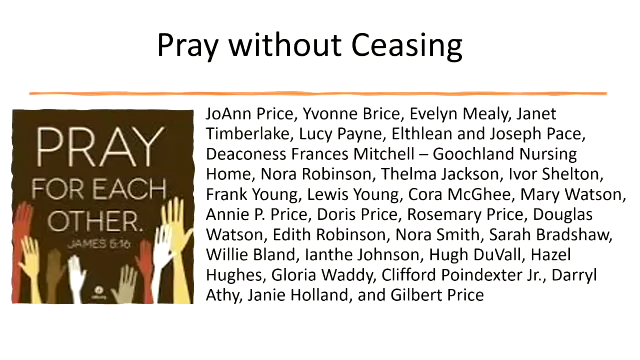 Pray without Ceasing
PRAY
FOR EACH
OTHER.
JAMES 5:16
JoAnn Price, Yvonne Brice, Evelyn Mealy, Janet
Timberlake, Lucy Payne, Elthlean and Joseph Pace,
Deaconess Frances Mitchell – Goochland Nursing
Home, Nora Robinson, Thelma Jackson, Ivor Shelton,
Frank Young, Lewis Young, Cora McGhee, Mary Watson,
Annie P. Price, Doris Price, Rosemary Price, Douglas
Watson, Edith Robinson, Nora Smith, Sarah Bradshaw,
Willie Bland, Ianthe Johnson, Hugh DuVall, Hazel
Hughes, Gloria Waddy, Clifford Poindexter Jr., Darryl
Athy, Janie Holland, and Gilbert Price